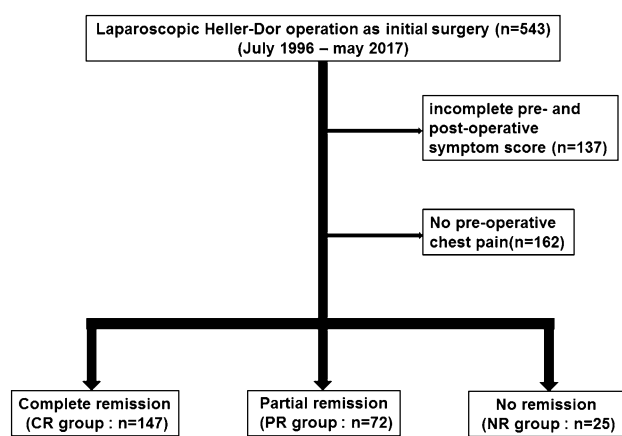 Laparoscopic Heller-Dor operation as initial surgery (n=543)
(July 1996 – may 2017)
incomplete pre- and
post-operative
symptom score (n=137)
No pre-operative
chest pain(n=162)
Complete remission
(CR group : n=147)
Partial remission
(PR group : n=72)
No remission
(NR group : n=25)